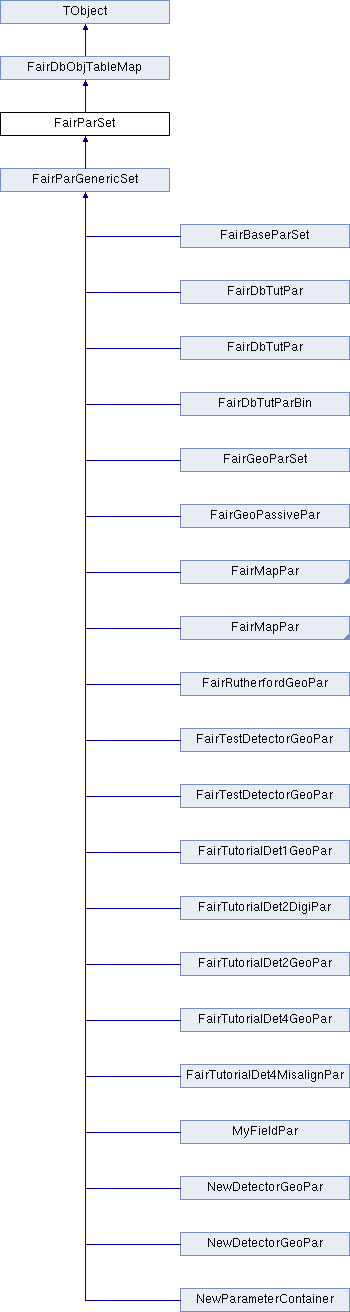 TObject
FairDbObjTableMap
FairParSet
FairParGenericSet
FairBaseParSet
FairDbTutPar
FairDbTutPar
FairDbTutParBin
FairGeoParSet
FairGeoPassivePar
FairMapPar
FairMapPar
FairRutherfordGeoPar
FairTestDetectorGeoPar
FairTestDetectorGeoPar
FairTutorialDet1GeoPar
FairTutorialDet2DigiPar
FairTutorialDet2GeoPar
FairTutorialDet4GeoPar
FairTutorialDet4MisalignPar
MyFieldPar
NewDetectorGeoPar
NewDetectorGeoPar
NewParameterContainer